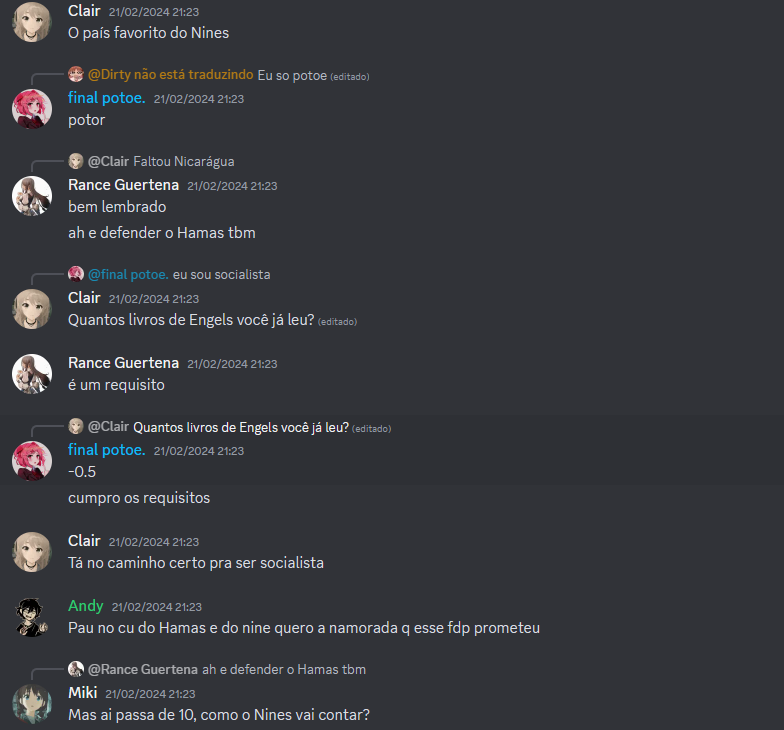 Clair 21/02/2024 21:23
O país favorito do Nines
@Dirty não está traduzindo Eu so potoe (editado)
final potoe. 21/02/2024 21:23
potor
@Clair Faltou Nicarágua
Rance Guertena 21/02/2024 21:23
bem lembrado
ah e defender o Hamas tbm
@final potoe. eu sou socialista
Clair 21/02/2024 21:23
Quantos livros de Engels você já leu? (editado)
Rance Guertena 21/02/2024 21:23
é um requisito
@Clair Quantos livros de Engels você já leu? (editado)
final potoe. 21/02/2024 21:23
-0.5
cumpro os requisitos
Clair 21/02/2024 21:23
Tá no caminho certo pra ser socialista
Andy 21/02/2024 21:23
Pau no cu do Hamas e do nine quero a namorada q esse fdp prometeu
@Rance Guertena ah e defender o Hamas tbm
Miki 21/02/2024 21:23
Mas ai passa de 10, como o Nines vai contar?